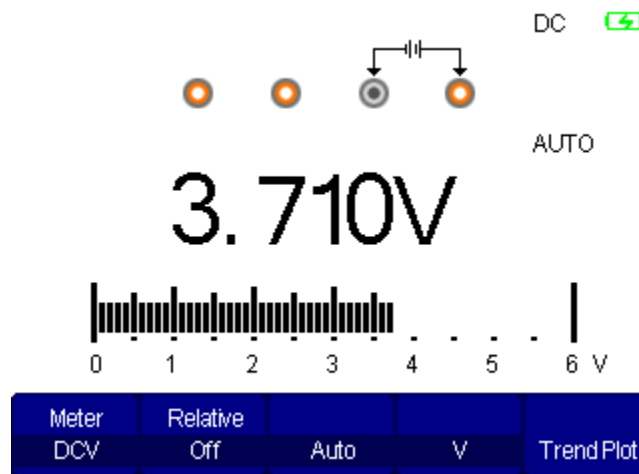 DC
AUTO
3.710V
0 1 2 3 4 5 6 V
Meter Relative
DCV Off Auto V Trend Plot